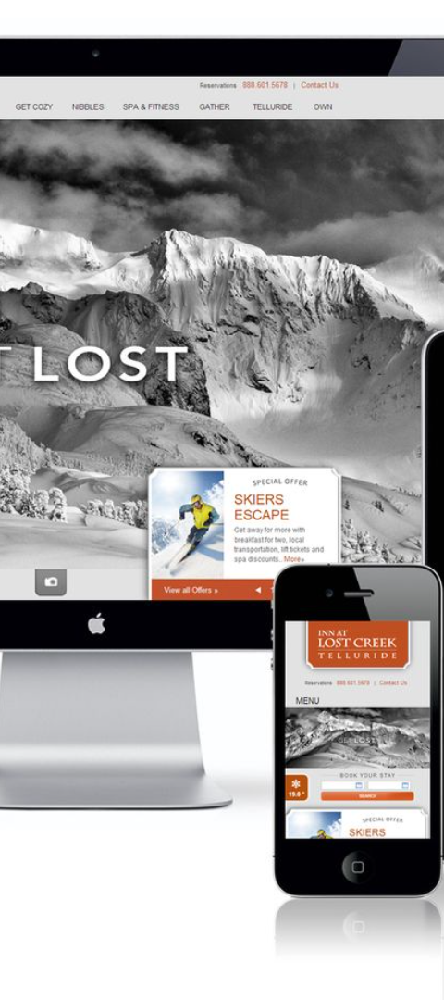 Reservations 888.601.5678 | Contact Us
GET COZY NIBBLES SPA & FITNESS GATHER TELLURIDE OWN
T LOST
SPECIAL OFFER
SKIERS
ESCAPE
Get away for more with
breakfast for two, local
transportation, lift tickets and
spa discounts.. More»
View all Offers »
INN AT
LOST CREEK
TELLURIDE
Reservations 888.601.5678 | Contact Us
MENU
GET LOST
BOOK YOUR STAY
19.0 °
SEARCH
SPECIAL OFFER
SKIERS